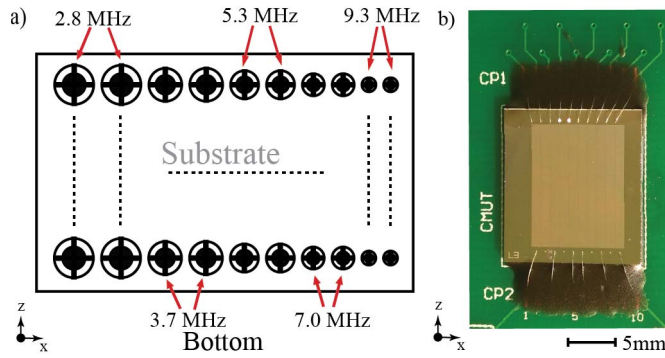 a)
2.8 MHz
5.3 MHz
9.3 MHz
Substrate
3.7 MHz
7.0 MHz
Bottom
z
x
b)
CP1
CMUT
L3
CP2
1 5 10
z
x
5mm